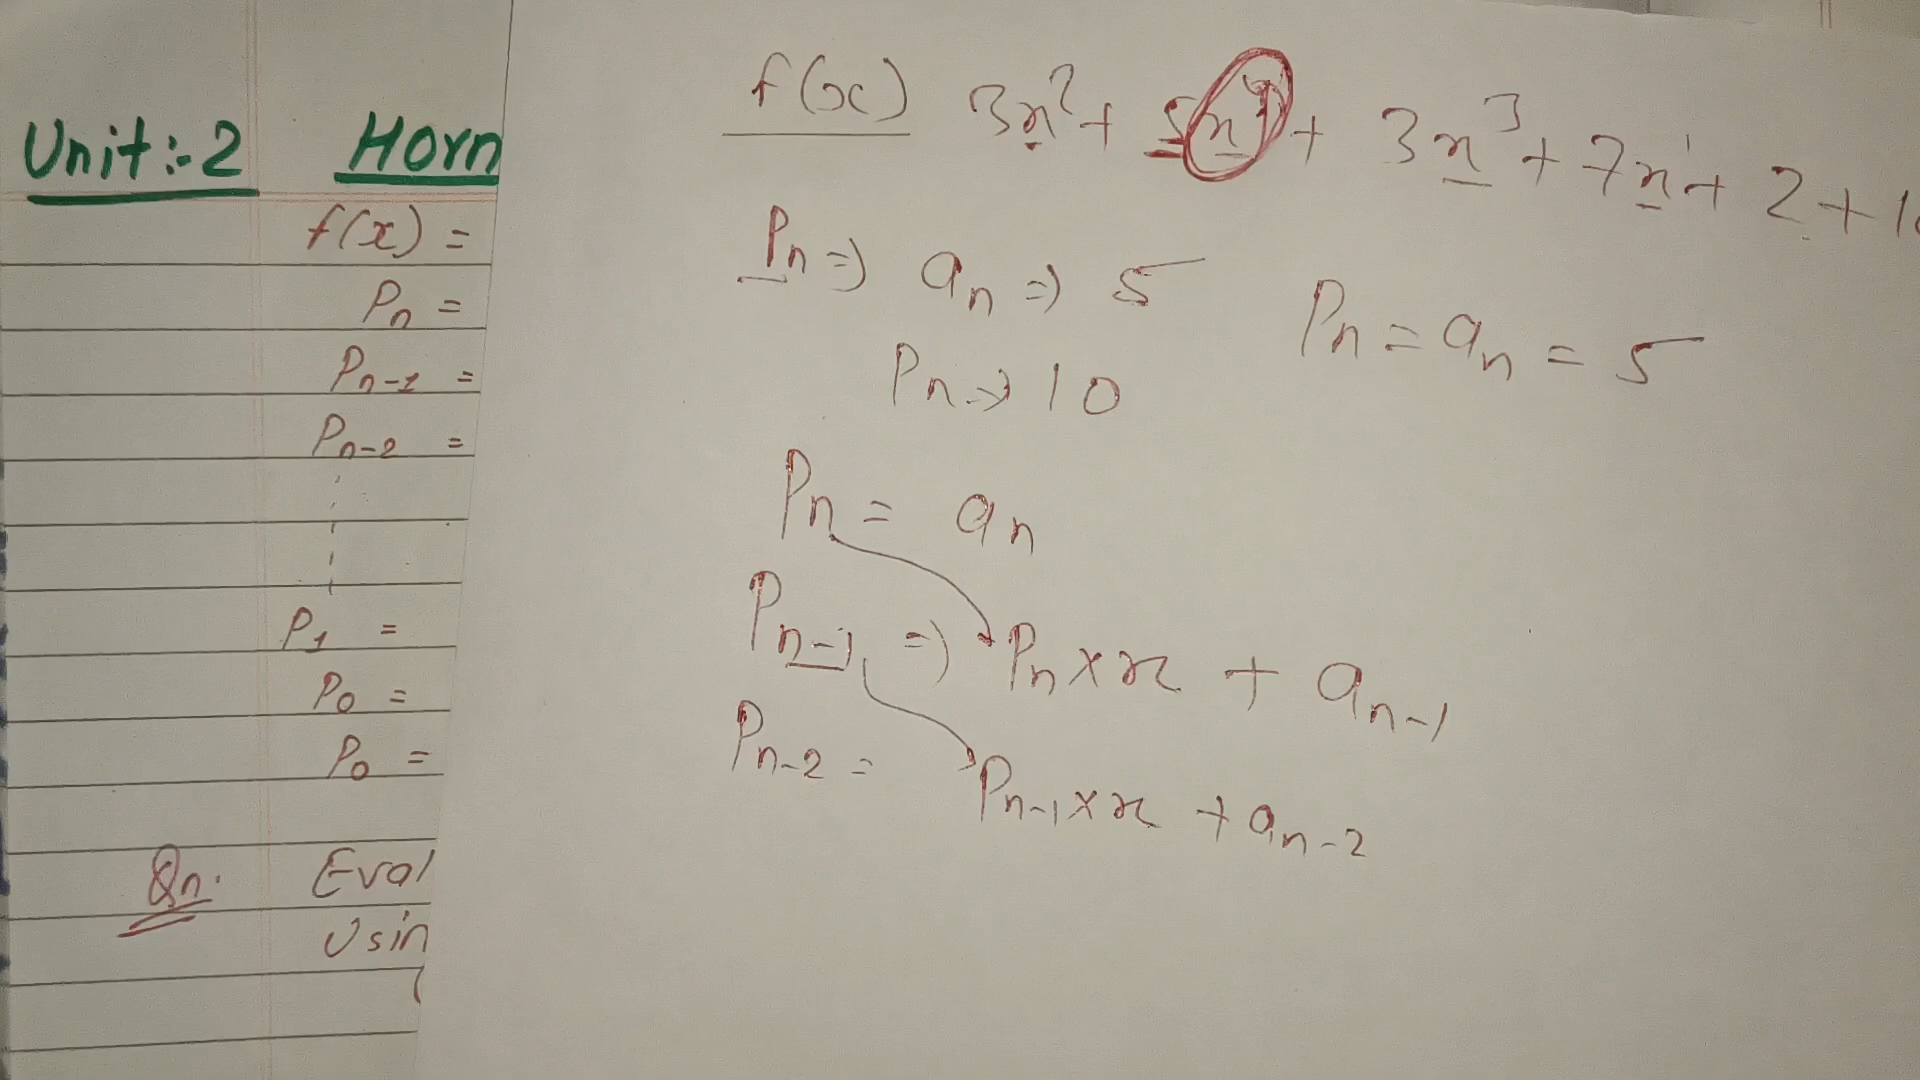 Unit:-2 Horn
f(x) =
Pn =
Pn-1 =
Pn-2 =
P1 =
P0 =
P0 =
Qn. Eval
Usin
(
f(x) 3x² + 5x + 3x³ + 7x¹ + 2 + 10
Pn => an => 5 Pn = an = 5
Pn => 10
Pn = an
Pn-1 => Pn × x + an-1
Pn-2 = Pn-1 × x + an-2